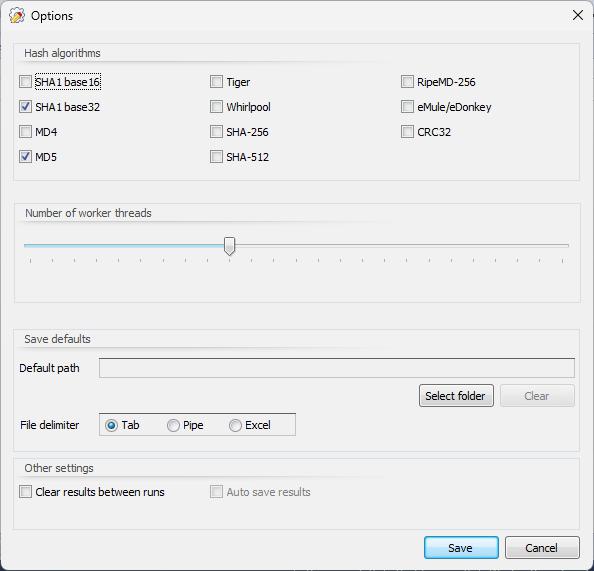 Options
Hash algorithms
SHA1 base16
Tiger
RipeMD-256
SHA1 base32
Whirlpool
eMule/eDonkey
MD4
SHA-256
CRC32
MD5
SHA-512
Number of worker threads
Save defaults
Default path
Select folder
Clear
File delimiter
Tab
Pipe
Excel
Other settings
Clear results between runs
Auto save results
Save
Cancel